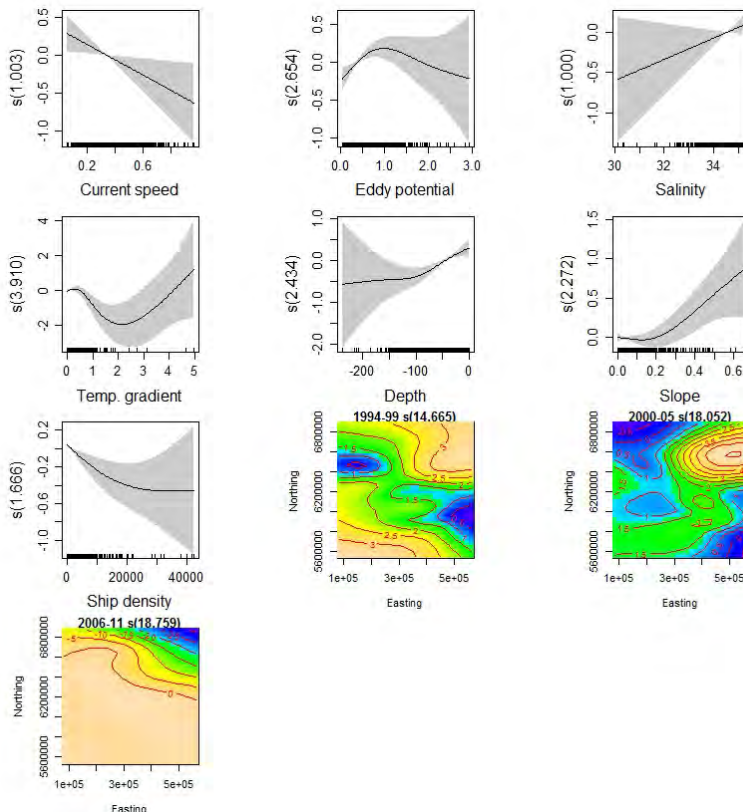 s(1.003)
0.5
0.0
-0.5
-1.0
0.2
0.6
Current speed
s(2.654)
0.5
0.0
-0.5
-1.0
0.0
1.0
2.0
3.0
Eddy potential
s(1.000)
0.0
-0.5
-1.0
30
32
34
Salinity
s(3.910)
4
2
0
-2
0
1
2
3
4
5
Temp. gradient
s(2.434)
1.0
0.0
-1.0
-2.0
-200
-100
0
Depth
s(2.272)
1.5
1.0
0.5
0.0
0.0
0.2
0.4
0.6
Slope
s(1.666)
0.2
-0.2
-0.6
-1.0
0
20000
40000
Ship density
1994-99 s(14.665)
5600000
6200000
6800000
1e+05
3e+05
5e+05
Easting
2000-05 s(18.052)
5600000
6200000
6800000
1e+05
3e+05
5e+05
Easting
2006-11 s(18.759)
Northing
5600000
6200000
6800000
-5
-10
0
1e+05
3e+05
5e+05
Easting
Northing
Northing